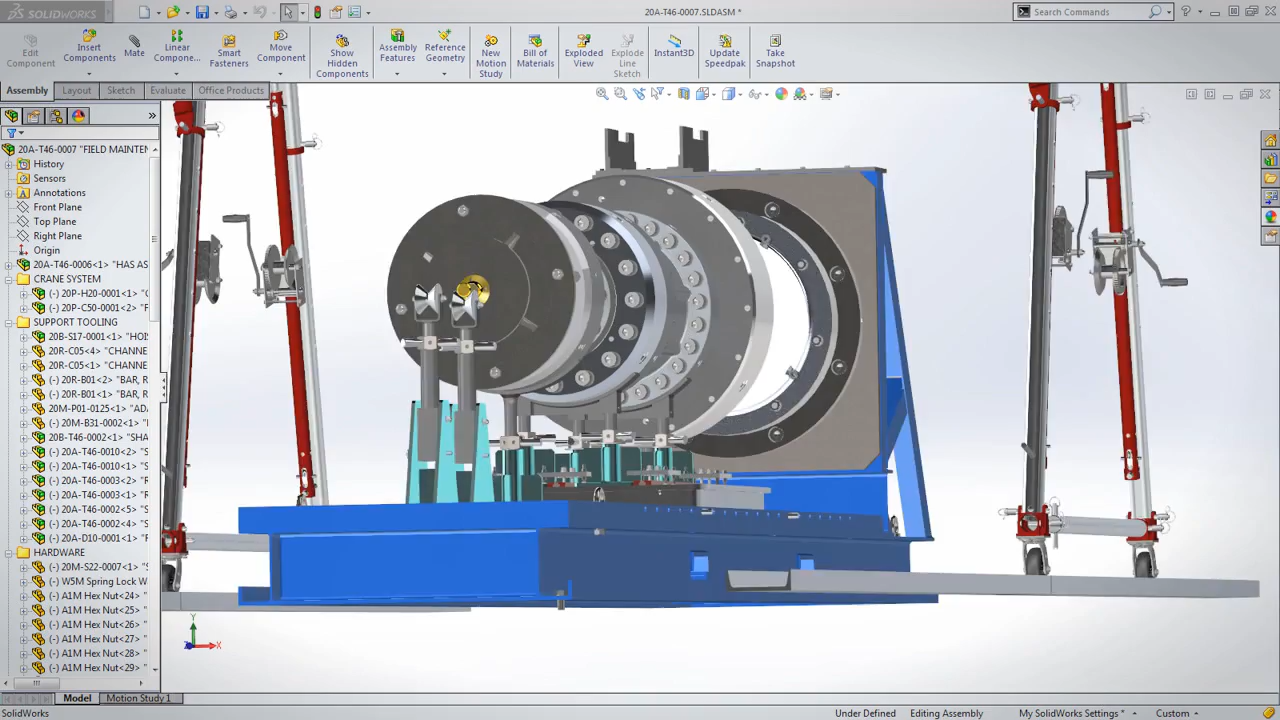 SOLIDWORKS
20A-T46-0007.SLDASM *
Search Commands
Edit Component
Insert Components
Mate
Linear Compone...
Smart Fasteners
Move Component
Show Hidden Components
Assembly Features
Reference Geometry
New Motion Study
Bill of Materials
Exploded View
Explode Line Sketch
Instant3D
Update Speedpak
Take Snapshot
Assembly Layout Sketch Evaluate Office Products
20A-T46-0007 "FIELD MAINTEN
History
Sensors
Annotations
Front Plane
Top Plane
Right Plane
Origin
20A-T46-0006<1> "HAS AS
CRANE SYSTEM
(-) 20P-H20-0001<1> "C
(-) 20P-C50-0001<1> "
SUPPORT TOOLING
20B-S17-0001<1> "HOI
20R-C05<4> "CHANNE
20R-C05<1> "CHANNE
(-) 20R-B01<2> "BAR, R
(-) 20R-B01<1> "BAR, R
20M-P01-0125<1> "AD
(-) 20M-B31-0002<1> "
20B-T46-0002<1> "SHA
(-) 20A-T46-0010<1> "S
(-) 20A-T46-0010<2> "S
(-) 20A-T46-0003<1> "F
(-) 20A-T46-0002<5> "S
(-) 20A-T46-0002<4> "S
(-) 20A-D10-0001<1> "F
HARDWARE
(-) 20M-S22-0007<1> "S
(-) W5M Spring Lock W
(-) A1M Hex Nut<24> "
(-) A1M Hex Nut<25> "
(-) A1M Hex Nut<26> "
(-) A1M Hex Nut<27> "
(-) A1M Hex Nut<28> "
(-) A1M Hex Nut<29> "
Y
X
Model Motion Study 1
SolidWorks
Under Defined Editing Assembly My SolidWorks Settings * Custom